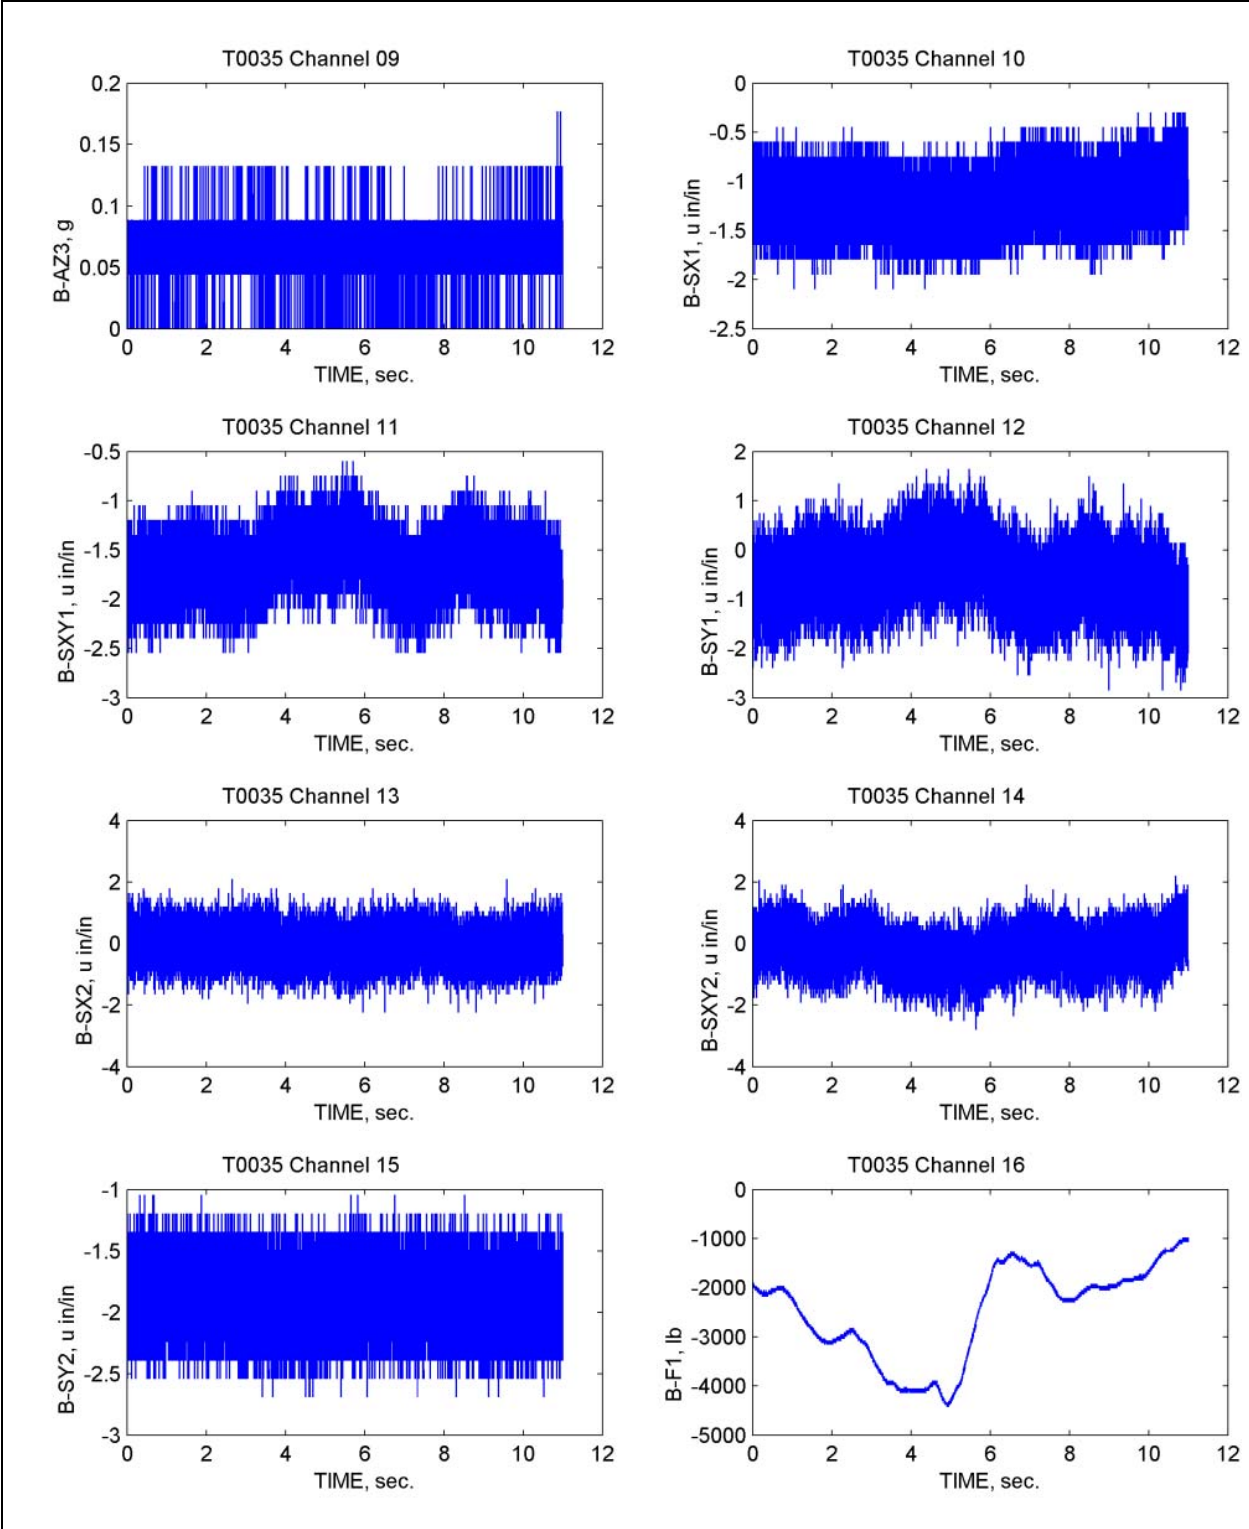 T0035 Channel 09
0.2
0.15
0.1
0.05
0
B-AZ3, g
0 2 4 6 8 10 12
TIME, sec.
T0035 Channel 10
0
-0.5
-1
-1.5
-2
-2.5
B-SX1, u in/in
0 2 4 6 8 10 12
TIME, sec.
T0035 Channel 11
-0.5
-1
-1.5
-2
-2.5
-3
B-SXY1, u in/in
0 2 4 6 8 10 12
TIME, sec.
T0035 Channel 12
2
1
0
-1
-2
-3
B-SY1, u in/in
0 2 4 6 8 10 12
TIME, sec.
T0035 Channel 13
4
2
0
-2
-4
B-SX2, u in/in
0 2 4 6 8 10 12
TIME, sec.
T0035 Channel 14
4
2
0
-2
-4
B-SXY2, u in/in
0 2 4 6 8 10 12
TIME, sec.
T0035 Channel 15
-1
-1.5
-2
-2.5
-3
B-SY2, u in/in
0 2 4 6 8 10 12
TIME, sec.
T0035 Channel 16
0
-1000
-2000
-3000
-4000
-5000
B-F1, lb
0 2 4 6 8 10 12
TIME, sec.